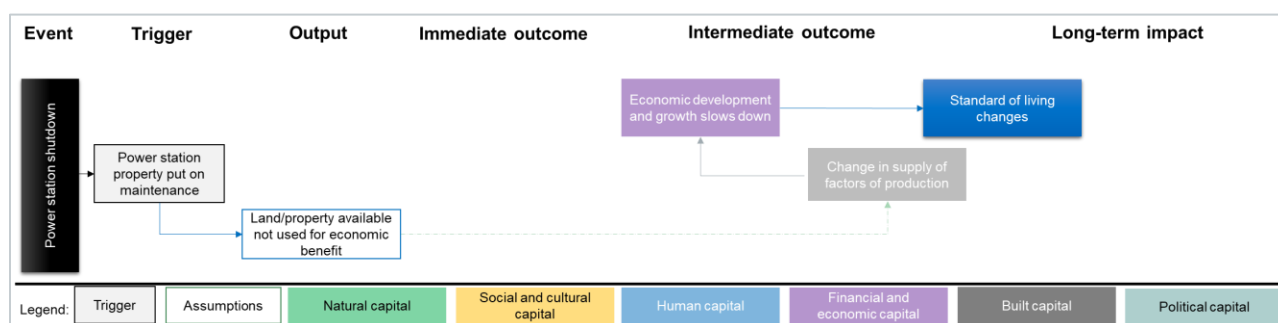 Event Trigger Output Immediate outcome Intermediate outcome Long-term impact
Power station shutdown
Power station
property put on
maintenance
Land/property available
not used for economic
benefit
Economic development
and growth slows down
Standard of living
changes
Change in supply of
factors of production
Legend:
Trigger
Assumptions
Natural capital
Social and cultural
capital
Human capital
Financial and
economic capital
Built capital
Political capital